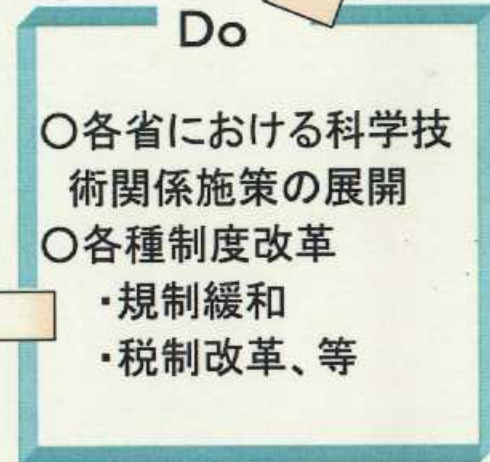 Do
○各省における科学技
術関係施策の展開
○各種制度改革
・規制緩和
・税制改革、等